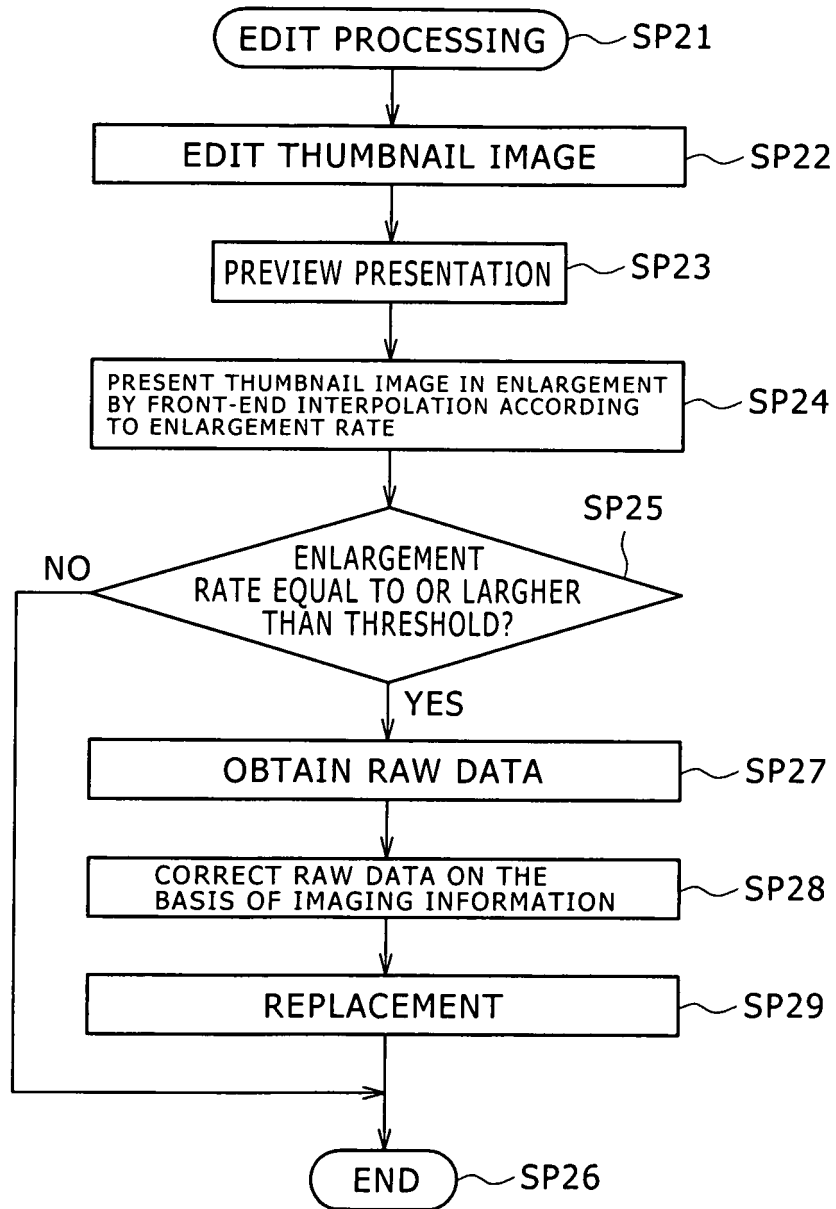 EDIT PROCESSING SP21
EDIT THUMBNAIL IMAGE SP22
PREVIEW PRESENTATION SP23
PRESENT THUMBNAIL IMAGE IN ENLARGEMENT
BY FRONT-END INTERPOLATION ACCORDING
TO ENLARGEMENT RATE
SP24
SP25
NO
ENLARGEMENT
RATE EQUAL TO OR LARGHER
THAN THRESHOLD?
YES
OBTAIN RAW DATA SP27
CORRECT RAW DATA ON THE
BASIS OF IMAGING INFORMATION
SP28
REPLACEMENT SP29
END SP26